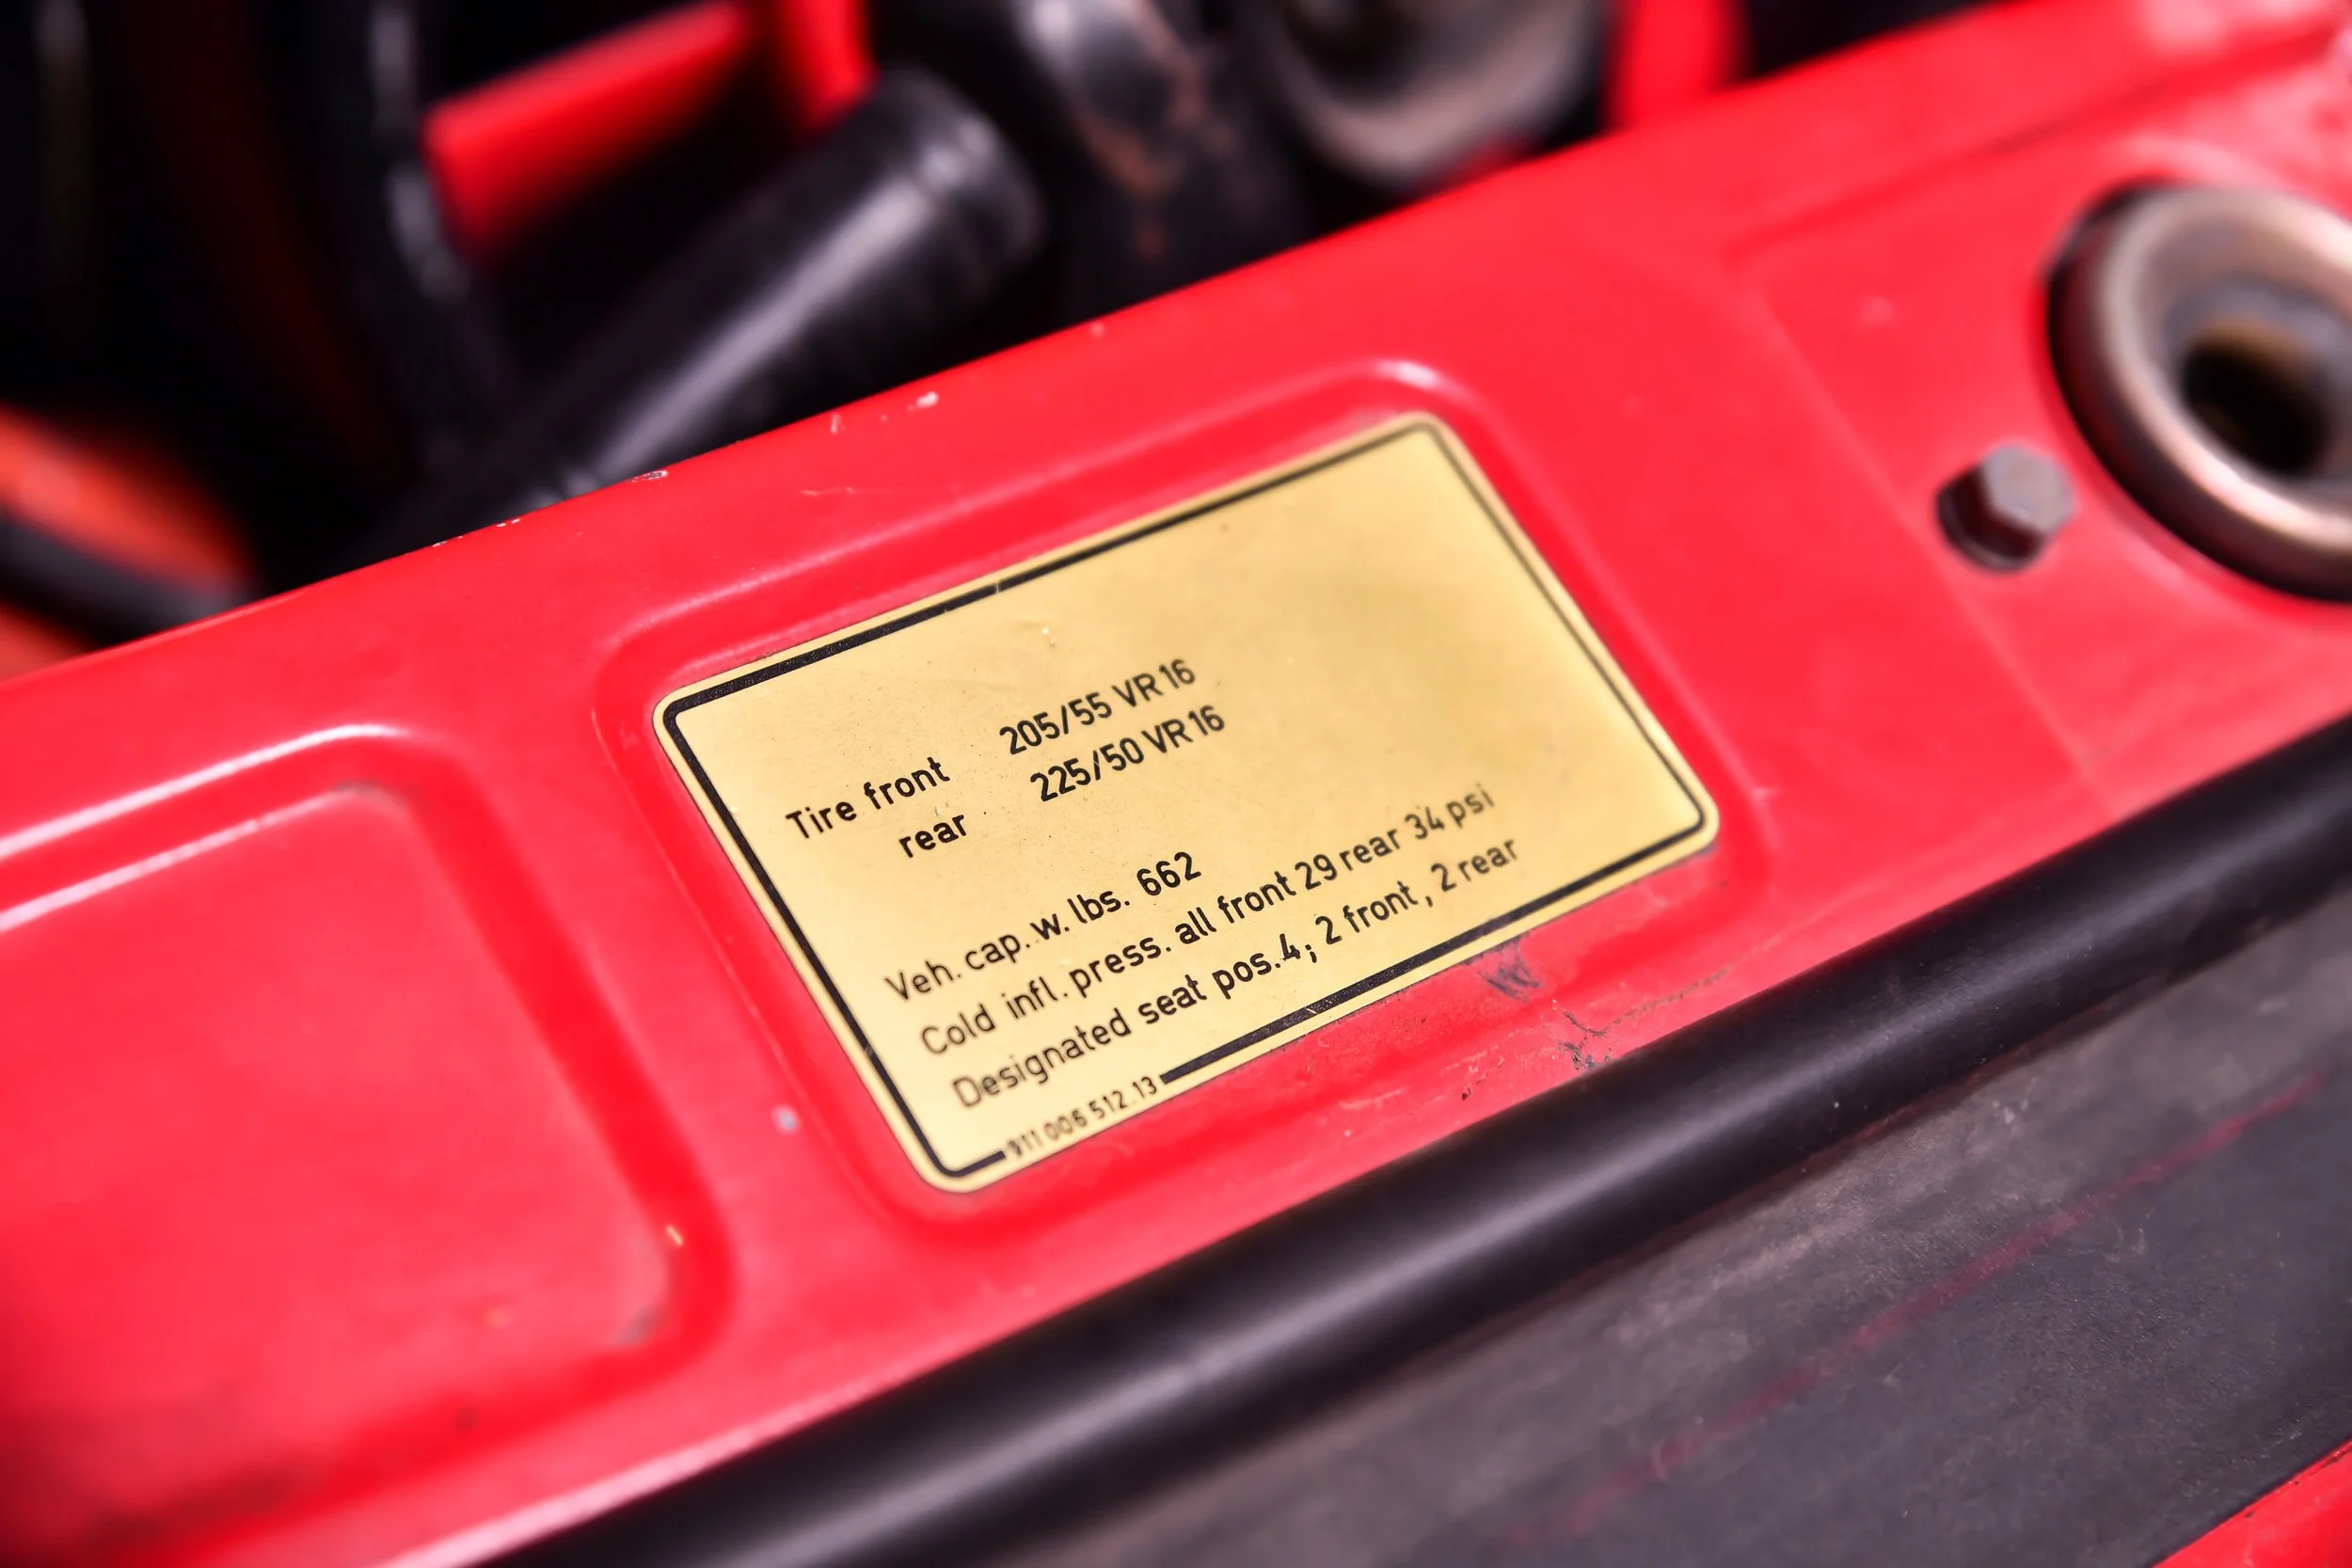 Tire front 205/55 VR 16
rear 225/50 VR 16
Veh. cap. w. lbs. 662
Cold infl. press. all front 29 rear 34 psi
Designated seat pos. 4; 2 front, 2 rear
911 006 512 13